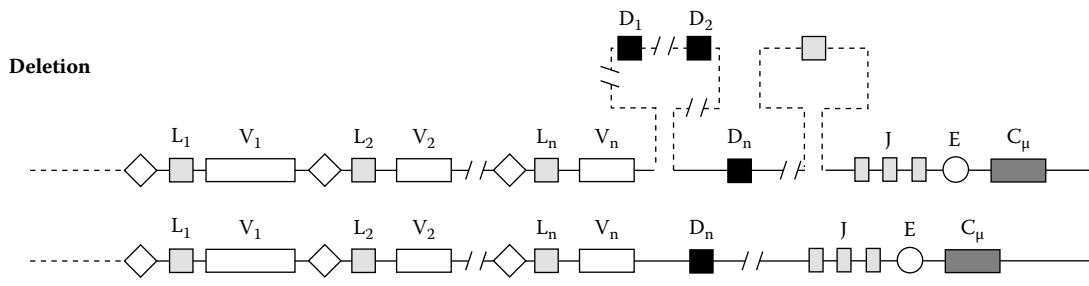 D₁ D₂
Deletion
L₁ V₁ L₂ V₂ Lₙ Vₙ Dₙ J E Cμ
L₁ V₁ L₂ V₂ Lₙ Vₙ Dₙ J E Cμ